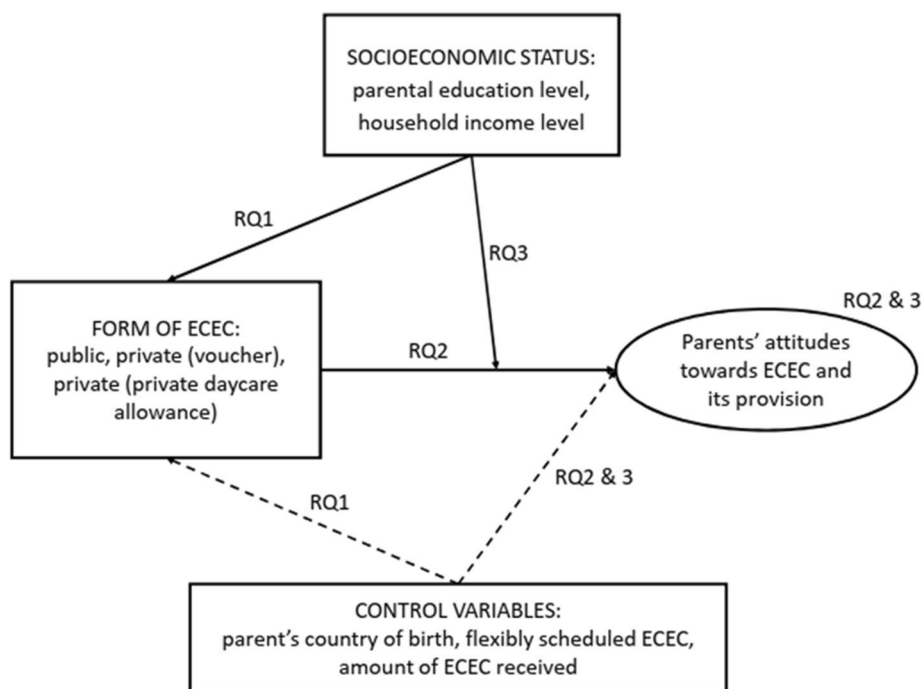 SOCIOECONOMIC STATUS:
parental education level,
household income level
RQ1
RQ3
RQ2 & 3
FORM OF ECEC:
public, private (voucher),
private (private daycare
allowance)
RQ2
Parents' attitudes
towards ECEC and
its provision
RQ1
RQ2 & 3
CONTROL VARIABLES:
parent's country of birth, flexibly scheduled ECEC,
amount of ECEC received